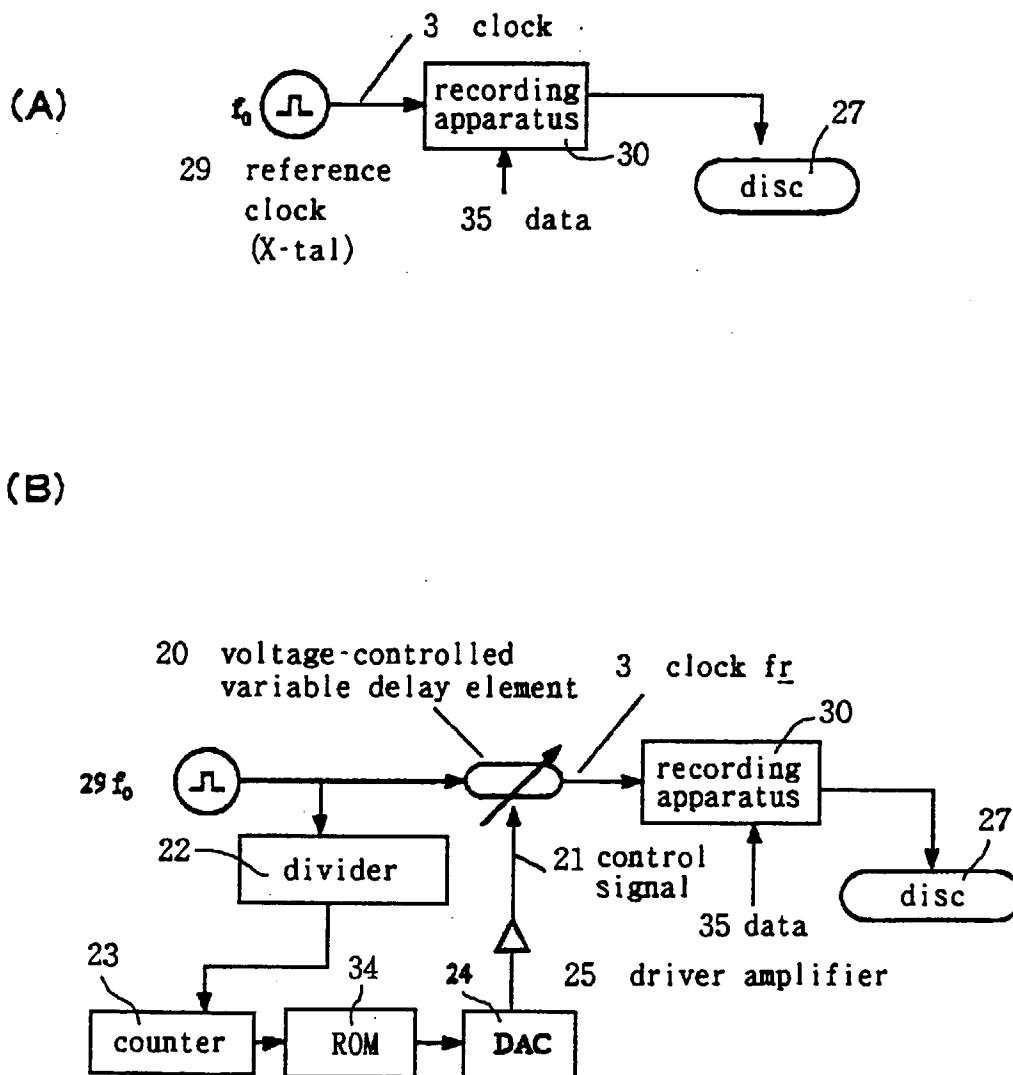 (A)
3 clock
f₀
recording
apparatus
30
27
disc
29 reference
clock
(X-tal)
35 data
(B)
20 voltage-controlled
variable delay element
3 clock fr
30
29 f₀
recording
apparatus
22
divider
21 control
signal
27
disc
35 data
23
34
24
25 driver amplifier
counter
ROM
DAC